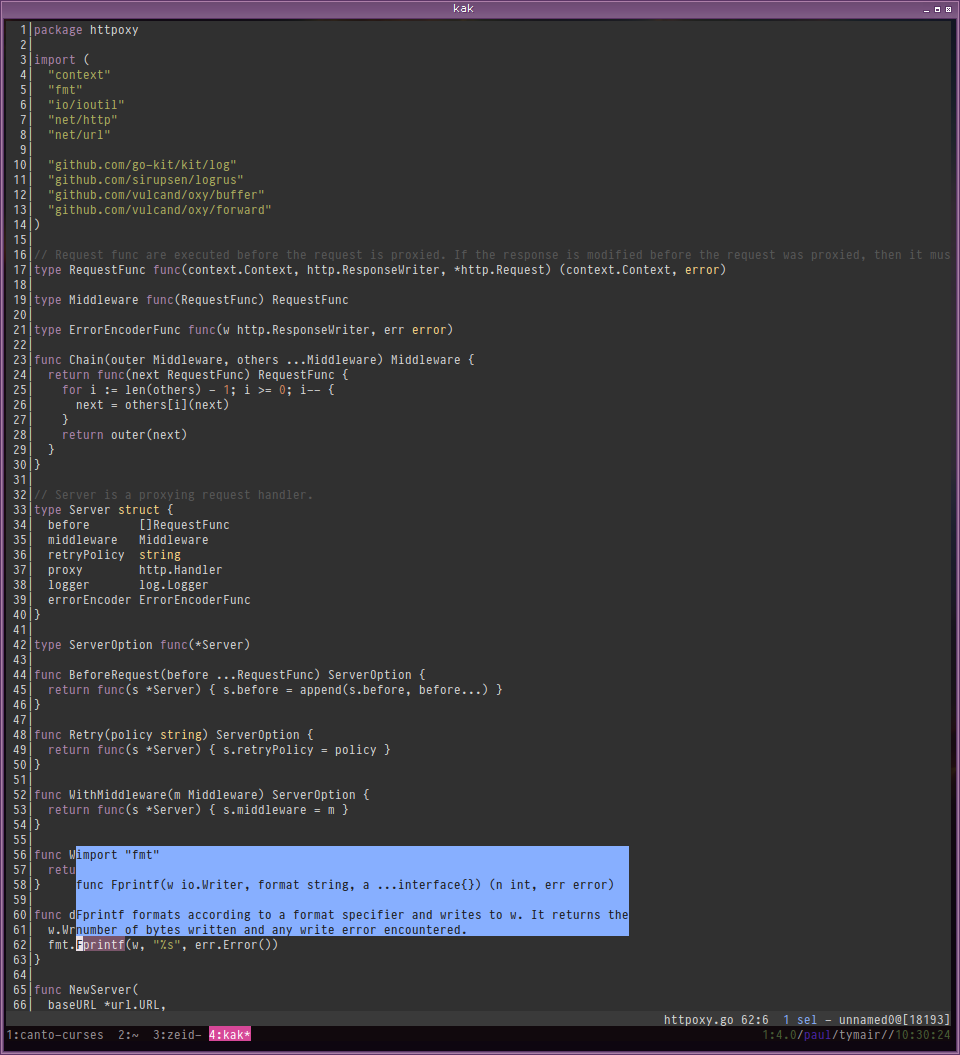 kak
1 package httpoxy
2
3 import (
4 "context"
5 "fmt"
6 "io/ioutil"
7 "net/http"
8 "net/url"
9
10 "github.com/go-kit/kit/log"
11 "github.com/sirupsen/logrus"
12 "github.com/vulcand/oxy/buffer"
13 "github.com/vulcand/oxy/forward"
14 )
15
16 // Request func are executed before the request is proxied. If the response is modified before the request was proxied, then it mus
17 type RequestFunc func(context.Context, http.ResponseWriter, *http.Request) (context.Context, error)
18
19 type Middleware func(RequestFunc) RequestFunc
20
21 type ErrorEncoderFunc func(w http.ResponseWriter, err error)
22
23 func Chain(outer Middleware, others ...Middleware) Middleware {
24 return func(next RequestFunc) RequestFunc {
25 for i := len(others) - 1; i >= 0; i-- {
26 next = others[i](next)
27 }
28 return outer(next)
29 }
30 }
31
32 // Server is a proxying request handler.
33 type Server struct {
34 before []RequestFunc
35 middleware Middleware
36 retryPolicy string
37 proxy http.Handler
38 logger log.Logger
39 errorEncoder ErrorEncoderFunc
40 }
41
42 type ServerOption func(*Server)
43
44 func BeforeRequest(before ...RequestFunc) ServerOption {
45 return func(s *Server) { s.before = append(s.before, before...) }
46 }
47
48 func Retry(policy string) ServerOption {
49 return func(s *Server) { s.retryPolicy = policy }
50 }
51
52 func WithMiddleware(m Middleware) ServerOption {
53 return func(s *Server) { s.middleware = m }
54 }
55
56 func W import "fmt"
57 retu
58 } func Fprintf(w io.Writer, format string, a ...interface{}) (n int, err error)
59
60 func d Fprintf formats according to a format specifier and writes to w. It returns the
61 w.Wr number of bytes written and any write error encountered.
62 fmt.Fprintf(w, "%s", err.Error())
63 }
64
65 func NewServer(
66 baseURL *url.URL,
httpoxy.go 62:6 1 sel - unnamed0@[18193]
1:canto-curses 2:~ 3:zeid- 4:kak* 1:4.0/paul/tymair//10:30:24